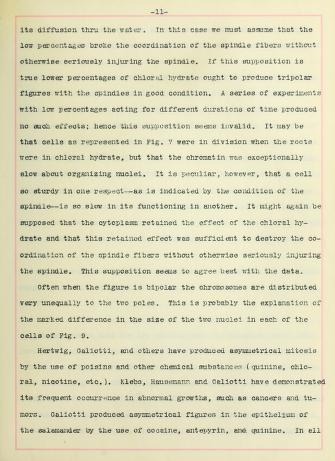 -11-
its diffusion thru the water. In this case we must assume that the
low percentages broke the coordination of the spindle fibers without
otherwise seriously injuring the spindle. If this supposition is
true lower percentages of chloral hydrate ought to produce tripolar
figures with the spindles in good condition. A series of experiments
with low percentages acting for different durations of time produced
no such effects; hence this supposition seems invalid. It may be
that cells as represented in Fig. 7 were in division when the roots
were in chloral hydrate, but that the chromatin was exceptionally
slow about organizing nuclei. It is peculiar, however, that a cell
so sturdy in one respect--as is indicated by the condition of the
spindle--is so slow in its functioning in another. It might again be
supposed that the cytoplasm retained the effect of the chloral hy-
drate and that this retained effect was sufficient to destroy the co-
ordination of the spindle fibers without otherwise seriously injuring
the spindle. This supposition seems to agree best with the data.
Often when the figure is bipolar the chromosomes are distributed
very unequally to the two poles. This is probably the explanation of
the marked difference in the size of the two nuclei in each of the
cells of Fig. 9.
Hertwig, Galiotti, and others have produced asymmetrical mitosis
by the use of poisins and other chemical substances (quinine, chlo-
ral, nicotine, etc.). Klebs, Hausemann and Galiotti have demonstrated
its frequent occurrence in abnormal growths, such as cancers and tu-
mors. Galiotti produced asymmetrical figures in the epithelium of
the salamander by the use of cocaine, antepyrin, and quinine. In all